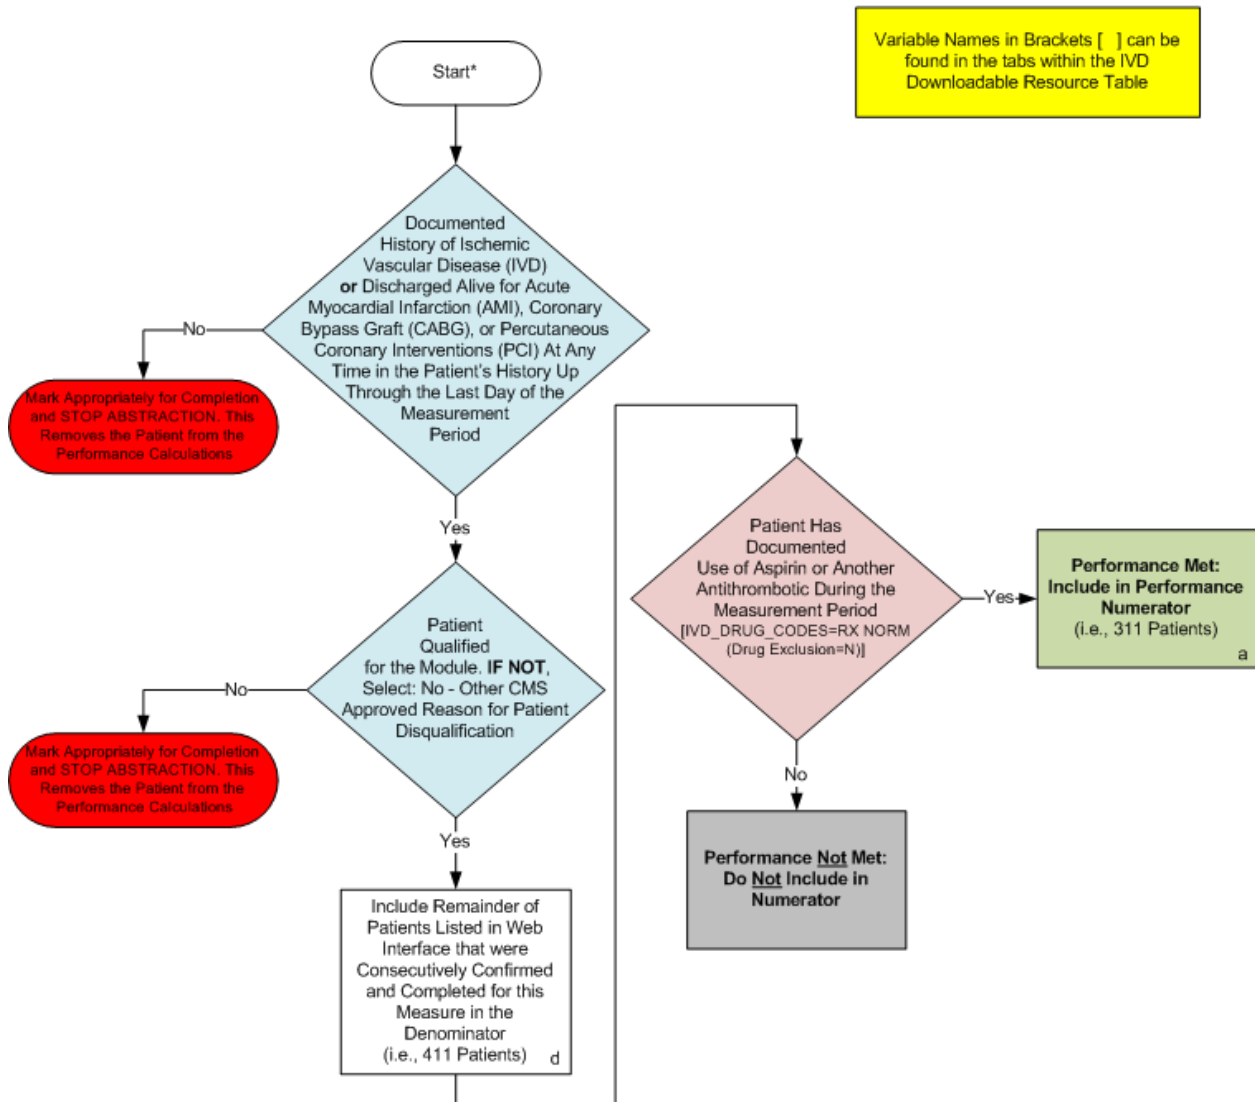 Start*
Variable Names in Brackets [ ] can be
found in the tabs within the IVD
Downloadable Resource Table
Documented
History of Ischemic
Vascular Disease (IVD)
or Discharged Alive for Acute
Myocardial Infarction (AMI), Coronary
Bypass Graft (CABG), or Percutaneous
Coronary Interventions (PCI) At Any
Time in the Patient's History Up
Through the Last Day of the
Measurement
Period
No
Mark Appropriately for Completion
and STOP ABSTRACTION. This
Removes the Patient from the
Performance Calculations
Yes
Patient
Qualified
for the Module. IF NOT,
Select: No - Other CMS
Approved Reason for Patient
Disqualification
No
Mark Appropriately for Completion
and STOP ABSTRACTION. This
Removes the Patient from the
Performance Calculations
Yes
Include Remainder of
Patients Listed in Web
Interface that were
Consecutively Confirmed
and Completed for this
Measure in the
Denominator
(i.e., 411 Patients)
d
Patient Has
Documented
Use of Aspirin or Another
Antithrombotic During the
Measurement Period
[IVD_DRUG_CODES=RX NORM
(Drug Exclusion=N)]
Yes
Performance Met:
Include in Performance
Numerator
(i.e., 311 Patients)
a
No
Performance Not Met:
Do Not Include in
Numerator